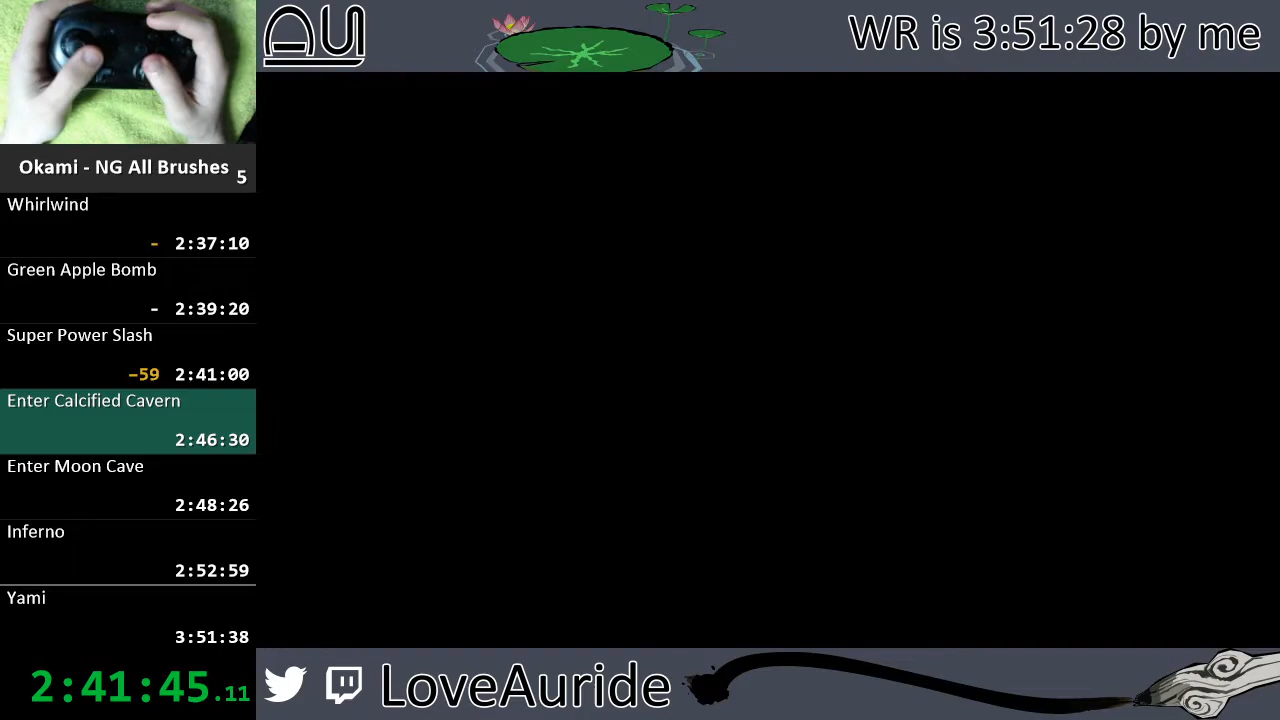 AU
WR is 3:51:28 by me
Okami - NG All Brushes 5
Whirlwind
- 2:37:10
Green Apple Bomb
- 2:39:20
Super Power Slash
-59 2:41:00
Enter Calcified Cavern
2:46:30
Enter Moon Cave
2:48:26
Inferno
2:52:59
Yami
3:51:38
2:41:45.11
LoveAuride